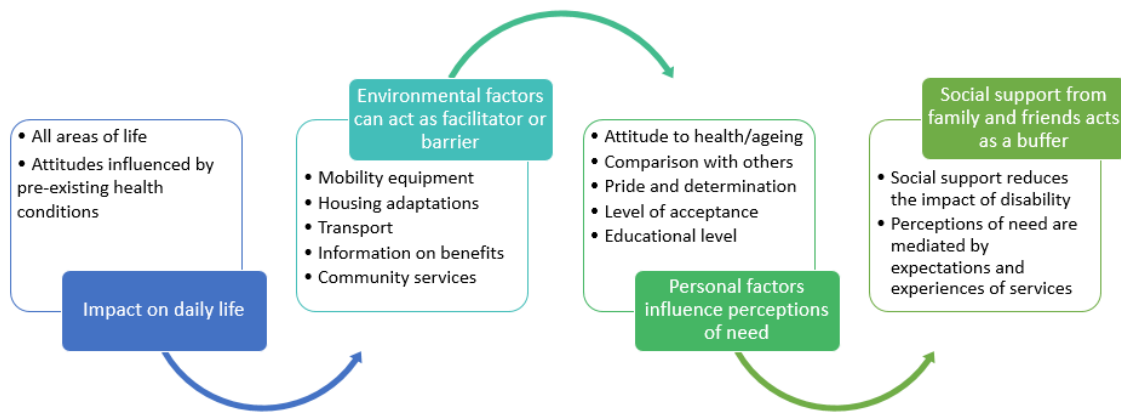 • All areas of life
• Attitudes influenced by
pre-existing health
conditions
Impact on daily life
Environmental factors
can act as facilitator or
barrier
• Mobility equipment
• Housing adaptations
• Transport
• Information on benefits
• Community services
• Attitude to health/ageing
• Comparison with others
• Pride and determination
• Level of acceptance
• Educational level
Personal factors
influence perceptions
of need
Social support from
family and friends acts
as a buffer
• Social support reduces
the impact of disability
• Perceptions of need are
mediated by
expectations and
experiences of services